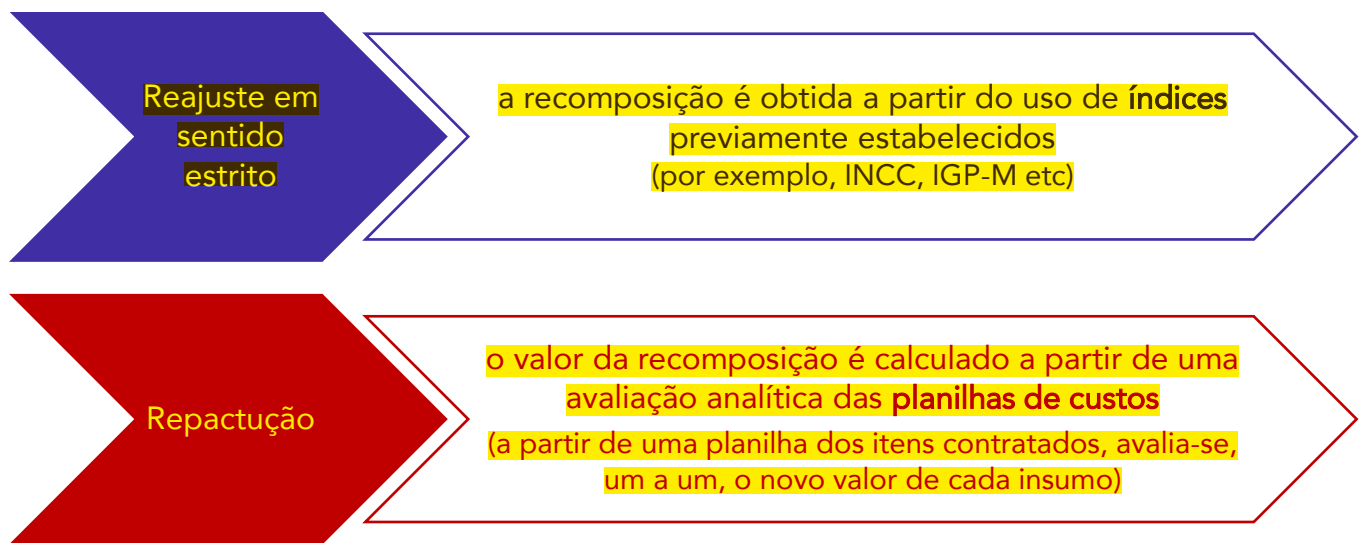 Reajuste em
sentido
estrito
a recomposição é obtida a partir do uso de índices
previamente estabelecidos
(por exemplo, INCC, IGP-M etc)
Repactução
o valor da recomposição é calculado a partir de uma
avaliação analítica das planilhas de custos
(a partir de uma planilha dos itens contratados, avalia-se,
um a um, o novo valor de cada insumo)